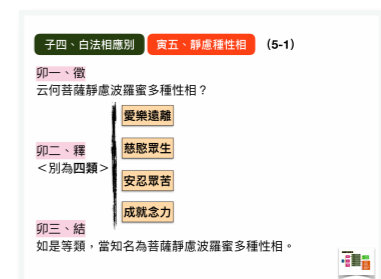 子四、白法相應別 寅五、靜慮種性相 (5-1)
卯一、徵
云何菩薩靜慮波羅蜜多種性相？
愛樂遠離
卯二、釋
慈愍眾生
＜別為四類＞
安忍眾苦
成就念力
卯三、結
如是等類，當知名為菩薩靜慮波羅蜜多種性相。